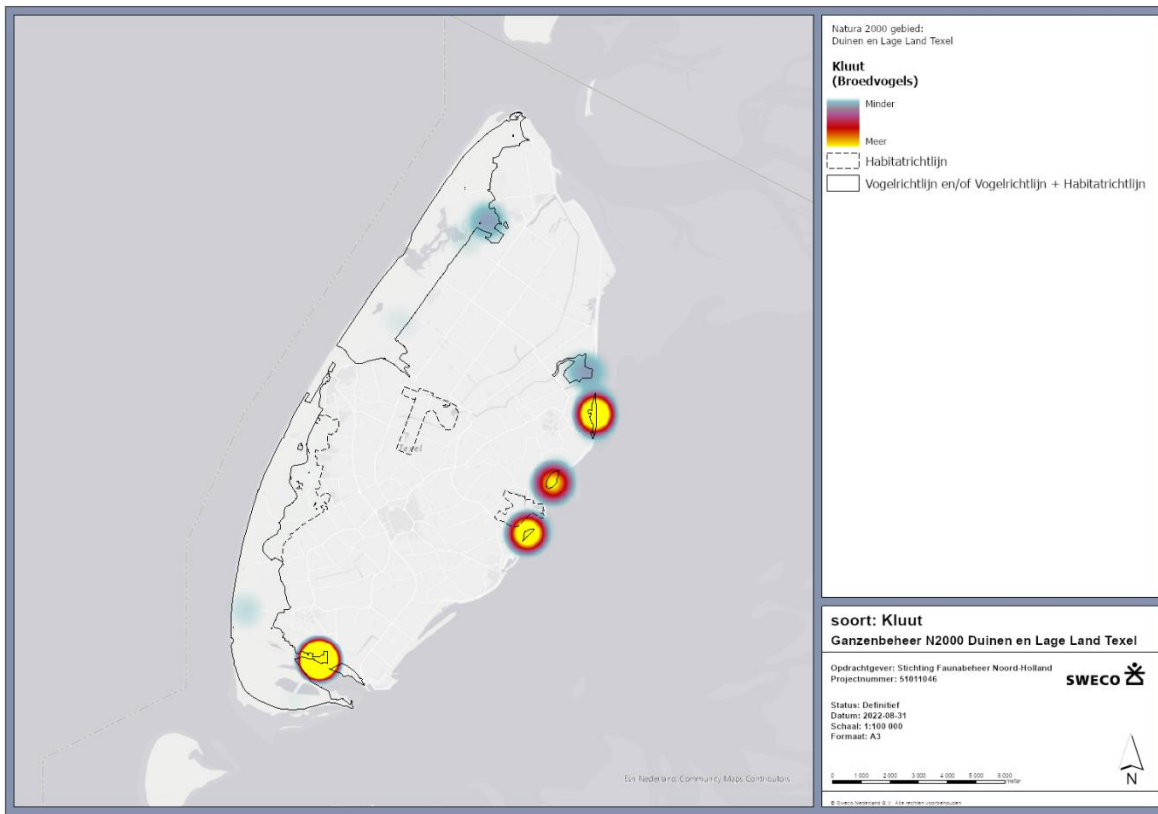 Texel
Esri Nederland, Community Maps Contributors
Natura 2000 gebied:
Duinen en Lage Land Texel
Kluut
(Broedvogels)
Minder
Meer
Habitatrichtlijn
Vogelrichtlijn en/of Vogelrichtlijn + Habitatrichtlijn
soort: Kluut
Ganzenbeheer N2000 Duinen en Lage Land Texel
Opdrachtgever: Stichting Faunabeheer Noord-Holland
Projectnummer: 51011046
SWECO
Status: Definitief
Datum: 2022-08-31
Schaal: 1:100 000
Formaat: A3
0 1 000 2 000 3 000 4 000 5 000 6 000
meter
N
© Sweco Nederland B.V. Alle rechten voorbehouden